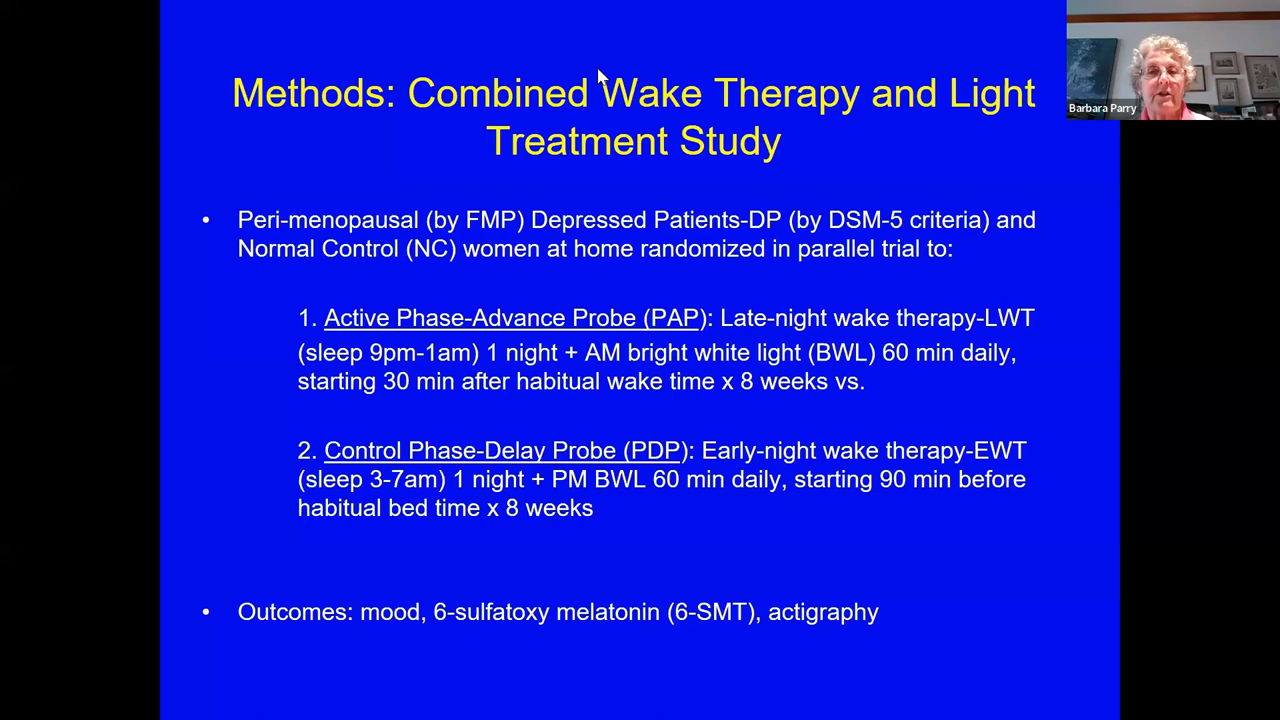 Methods: Combined Wake Therapy and Light
Treatment Study
Barbara Parry
• Peri-menopausal (by FMP) Depressed Patients-DP (by DSM-5 criteria) and
Normal Control (NC) women at home randomized in parallel trial to:
1. Active Phase-Advance Probe (PAP): Late-night wake therapy-LWT
(sleep 9pm-1am) 1 night + AM bright white light (BWL) 60 min daily,
starting 30 min after habitual wake time x 8 weeks vs.
2. Control Phase-Delay Probe (PDP): Early-night wake therapy-EWT
(sleep 3-7am) 1 night + PM BWL 60 min daily, starting 90 min before
habitual bed time x 8 weeks
• Outcomes: mood, 6-sulfatoxy melatonin (6-SMT), actigraphy